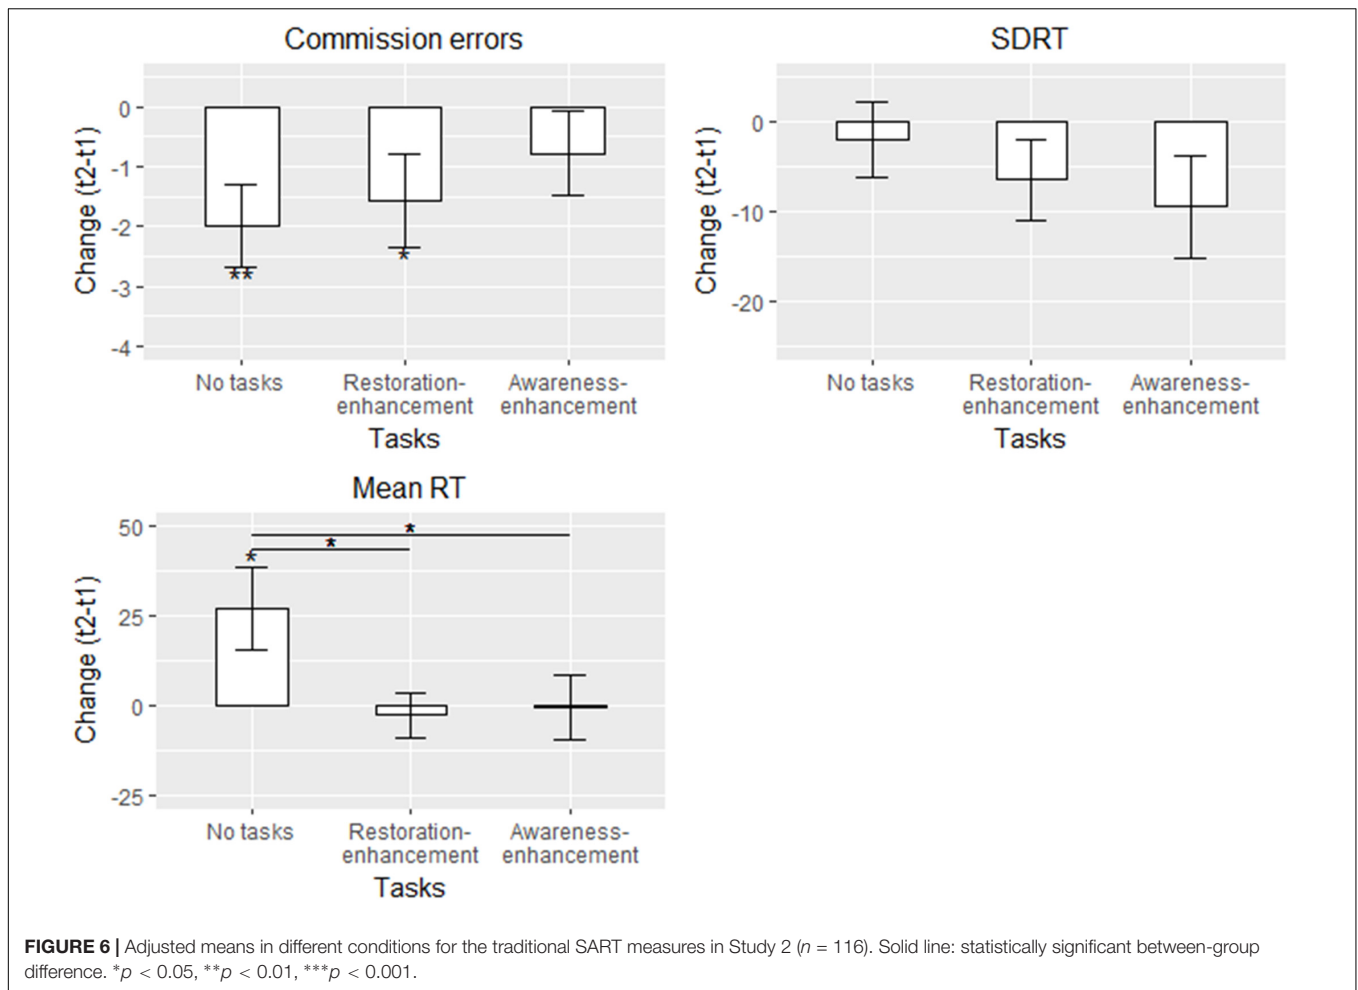 Commission errors
Change (t2-t1)
0
-1
-2
-3
-4
**
*
No tasks
Restoration-
enhancement
Awareness-
enhancement
Tasks
SDRT
Change (t2-t1)
0
-10
-20
No tasks
Restoration-
enhancement
Awareness-
enhancement
Tasks
Mean RT
Change (t2-t1)
50
25
0
-25
*
*
*
No tasks
Restoration-
enhancement
Awareness-
enhancement
Tasks
FIGURE 6 | Adjusted means in different conditions for the traditional SART measures in Study 2 (n = 116). Solid line: statistically significant between-group
difference. *p < 0.05, **p < 0.01, ***p < 0.001.